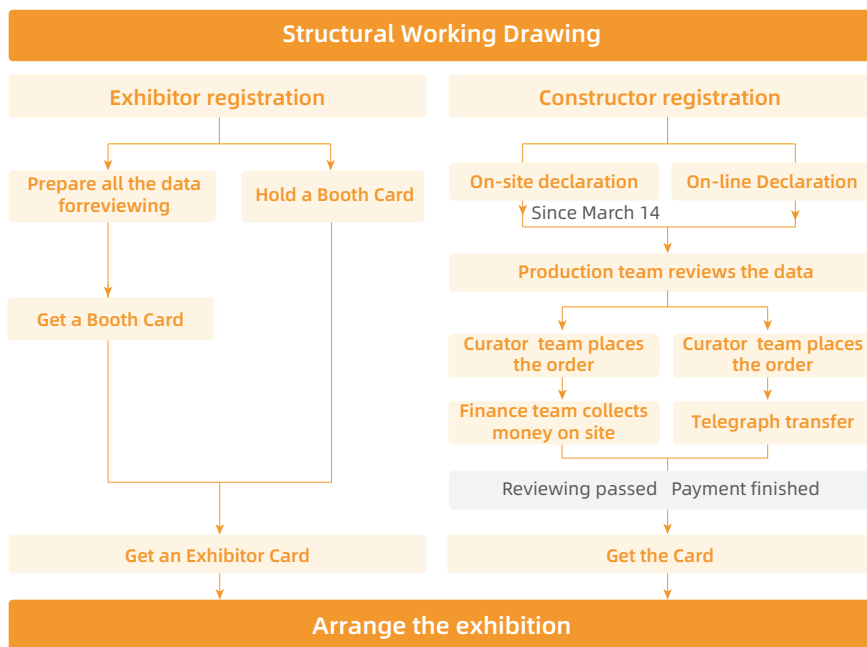 Structural Working Drawing
Exhibitor registration
Prepare all the data
forreviewing
Hold a Booth Card
Get a Booth Card
Get an Exhibitor Card
Constructor registration
On-site declaration
On-line Declaration
Since March 14
Production team reviews the data
Curator team places
the order
Curator team places
the order
Finance team collects
money on site
Telegraph transfer
Reviewing passed Payment finished
Get the Card
Arrange the exhibition